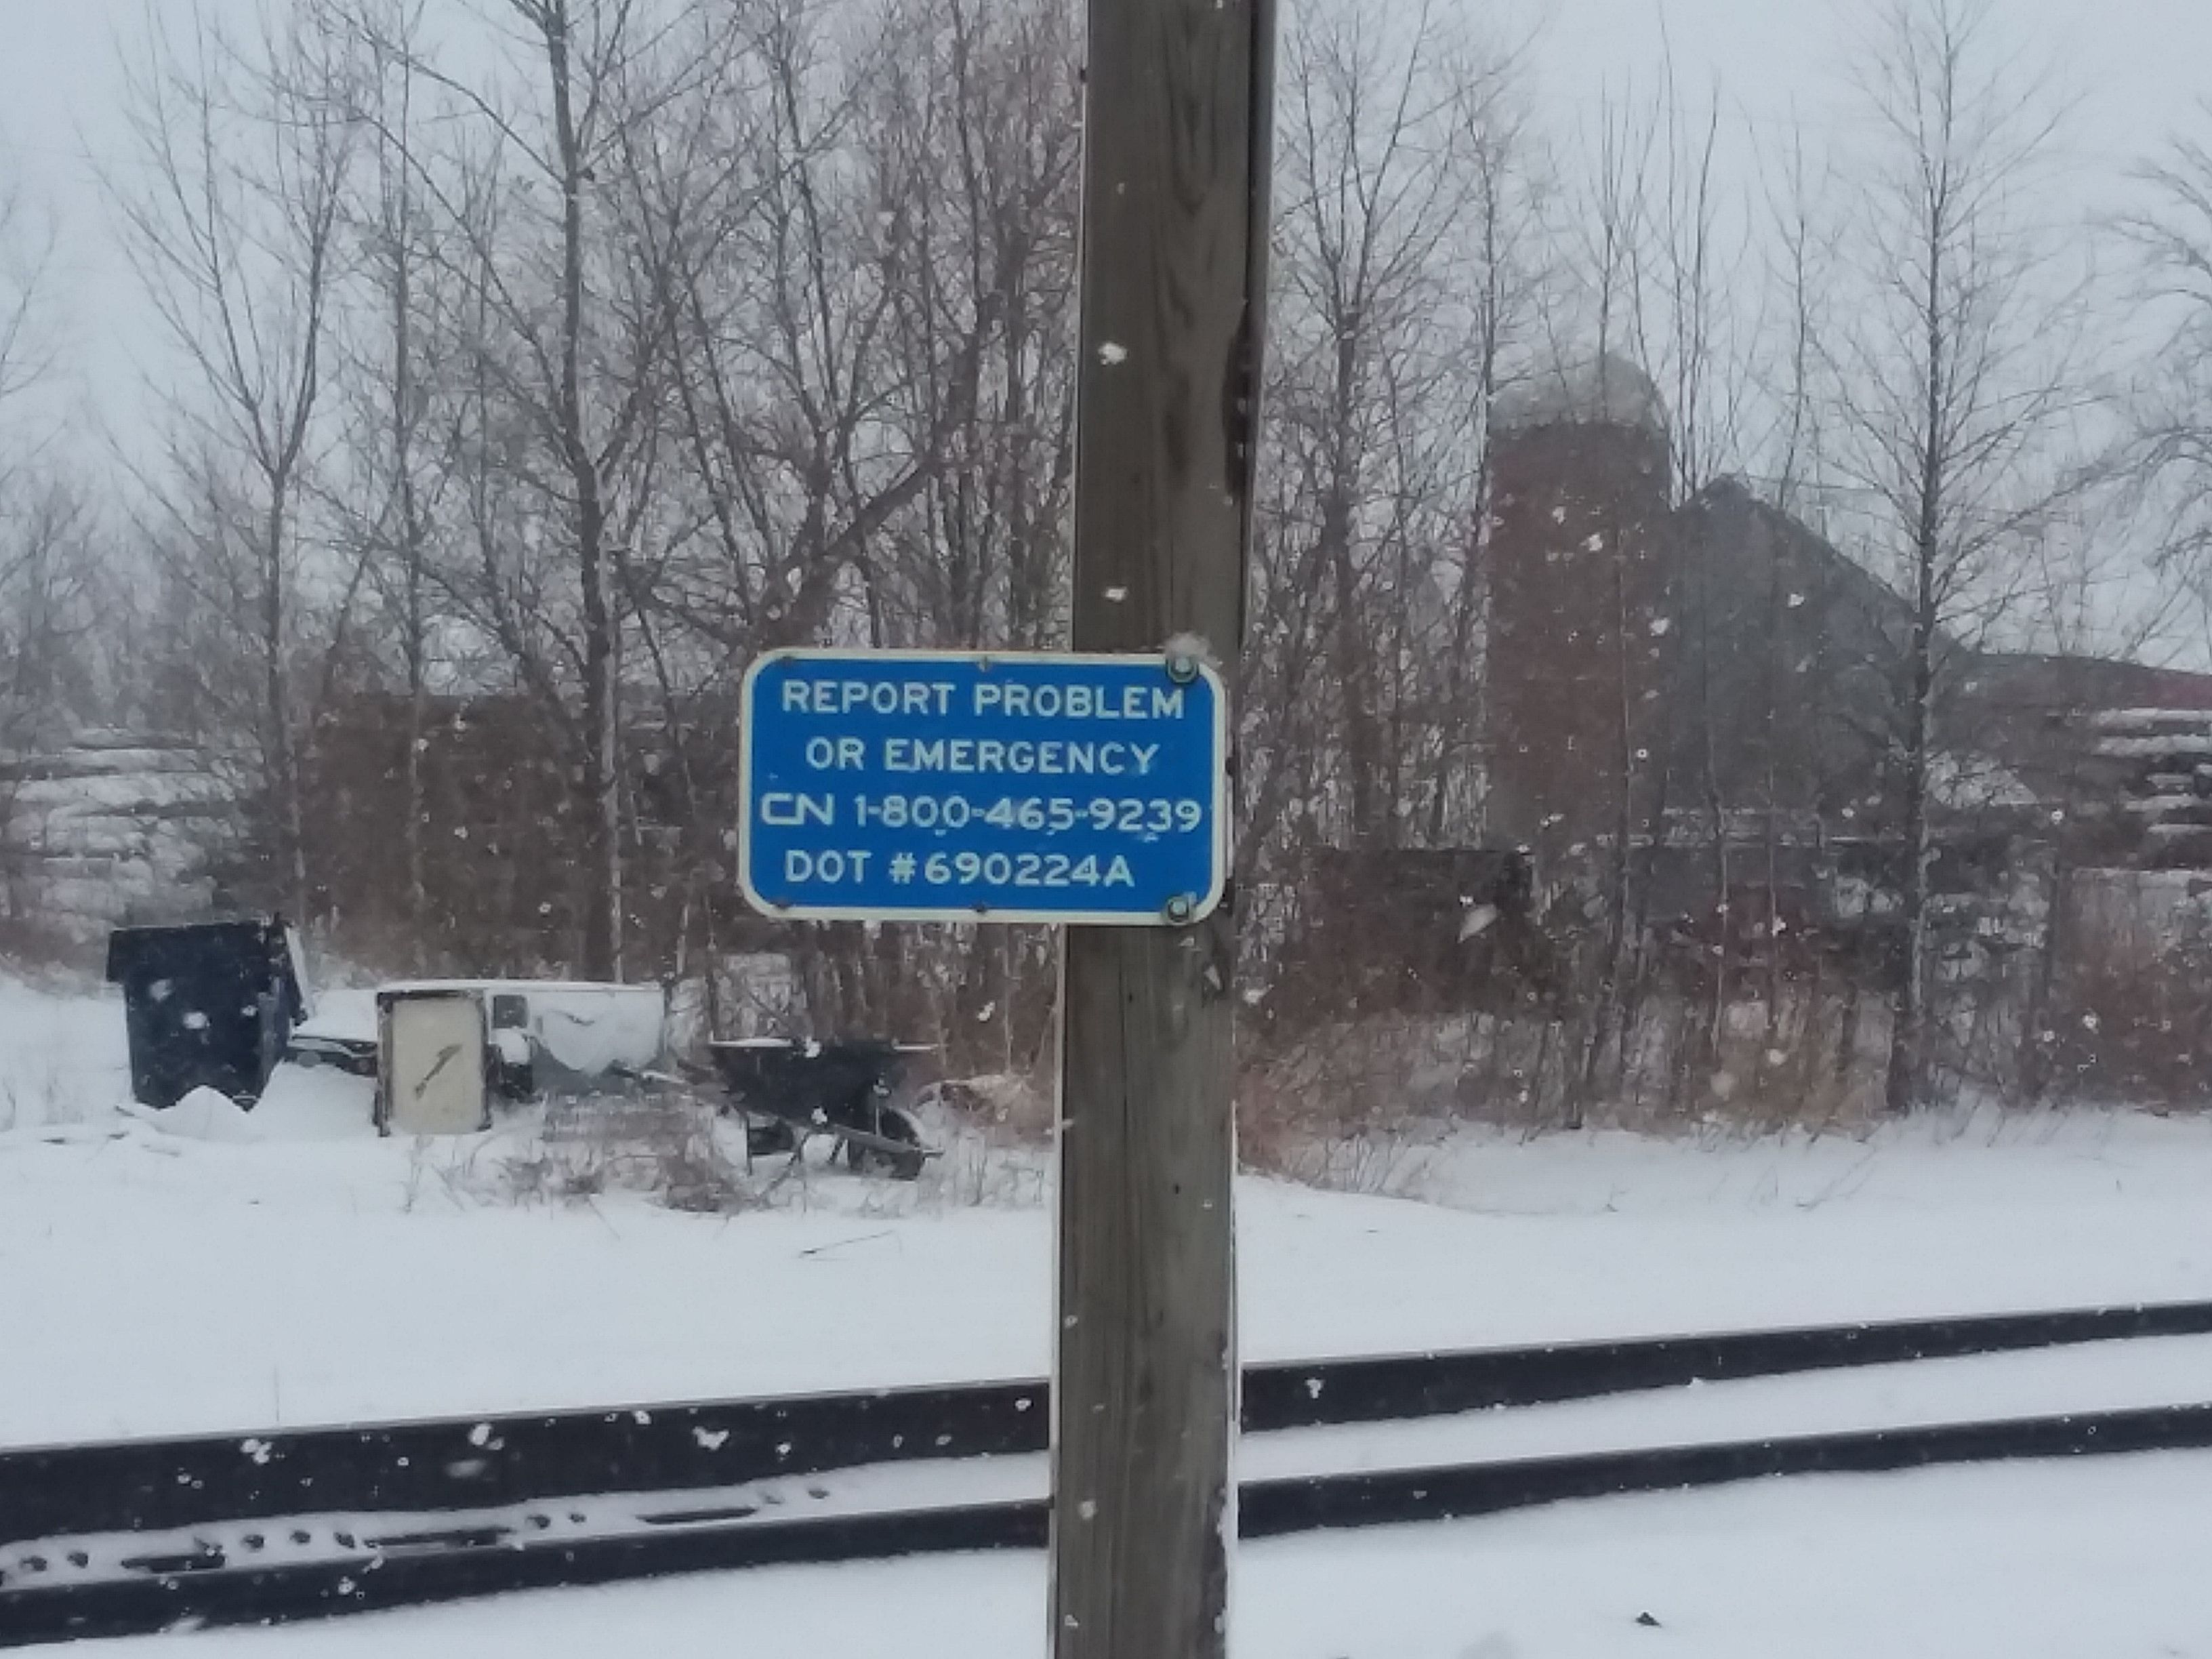 REPORT PROBLEM
OR EMERGENCY
CN 1-800-465-9239
DOT #690224A